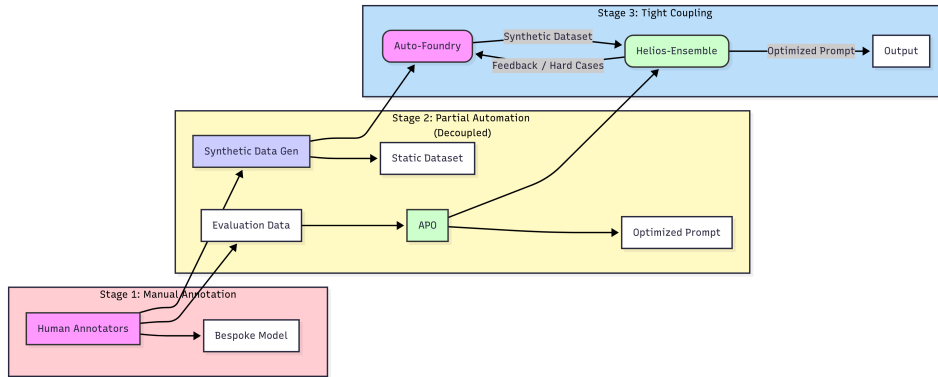 Stage 3: Tight Coupling
Auto-Foundry
Synthetic Dataset
Feedback / Hard Cases
Helios-Ensemble
Optimized Prompt
Output
Stage 2: Partial Automation
(Decoupled)
Synthetic Data Gen
Static Dataset
Evaluation Data
APO
Optimized Prompt
Stage 1: Manual Annotation
Human Annotators
Bespoke Model